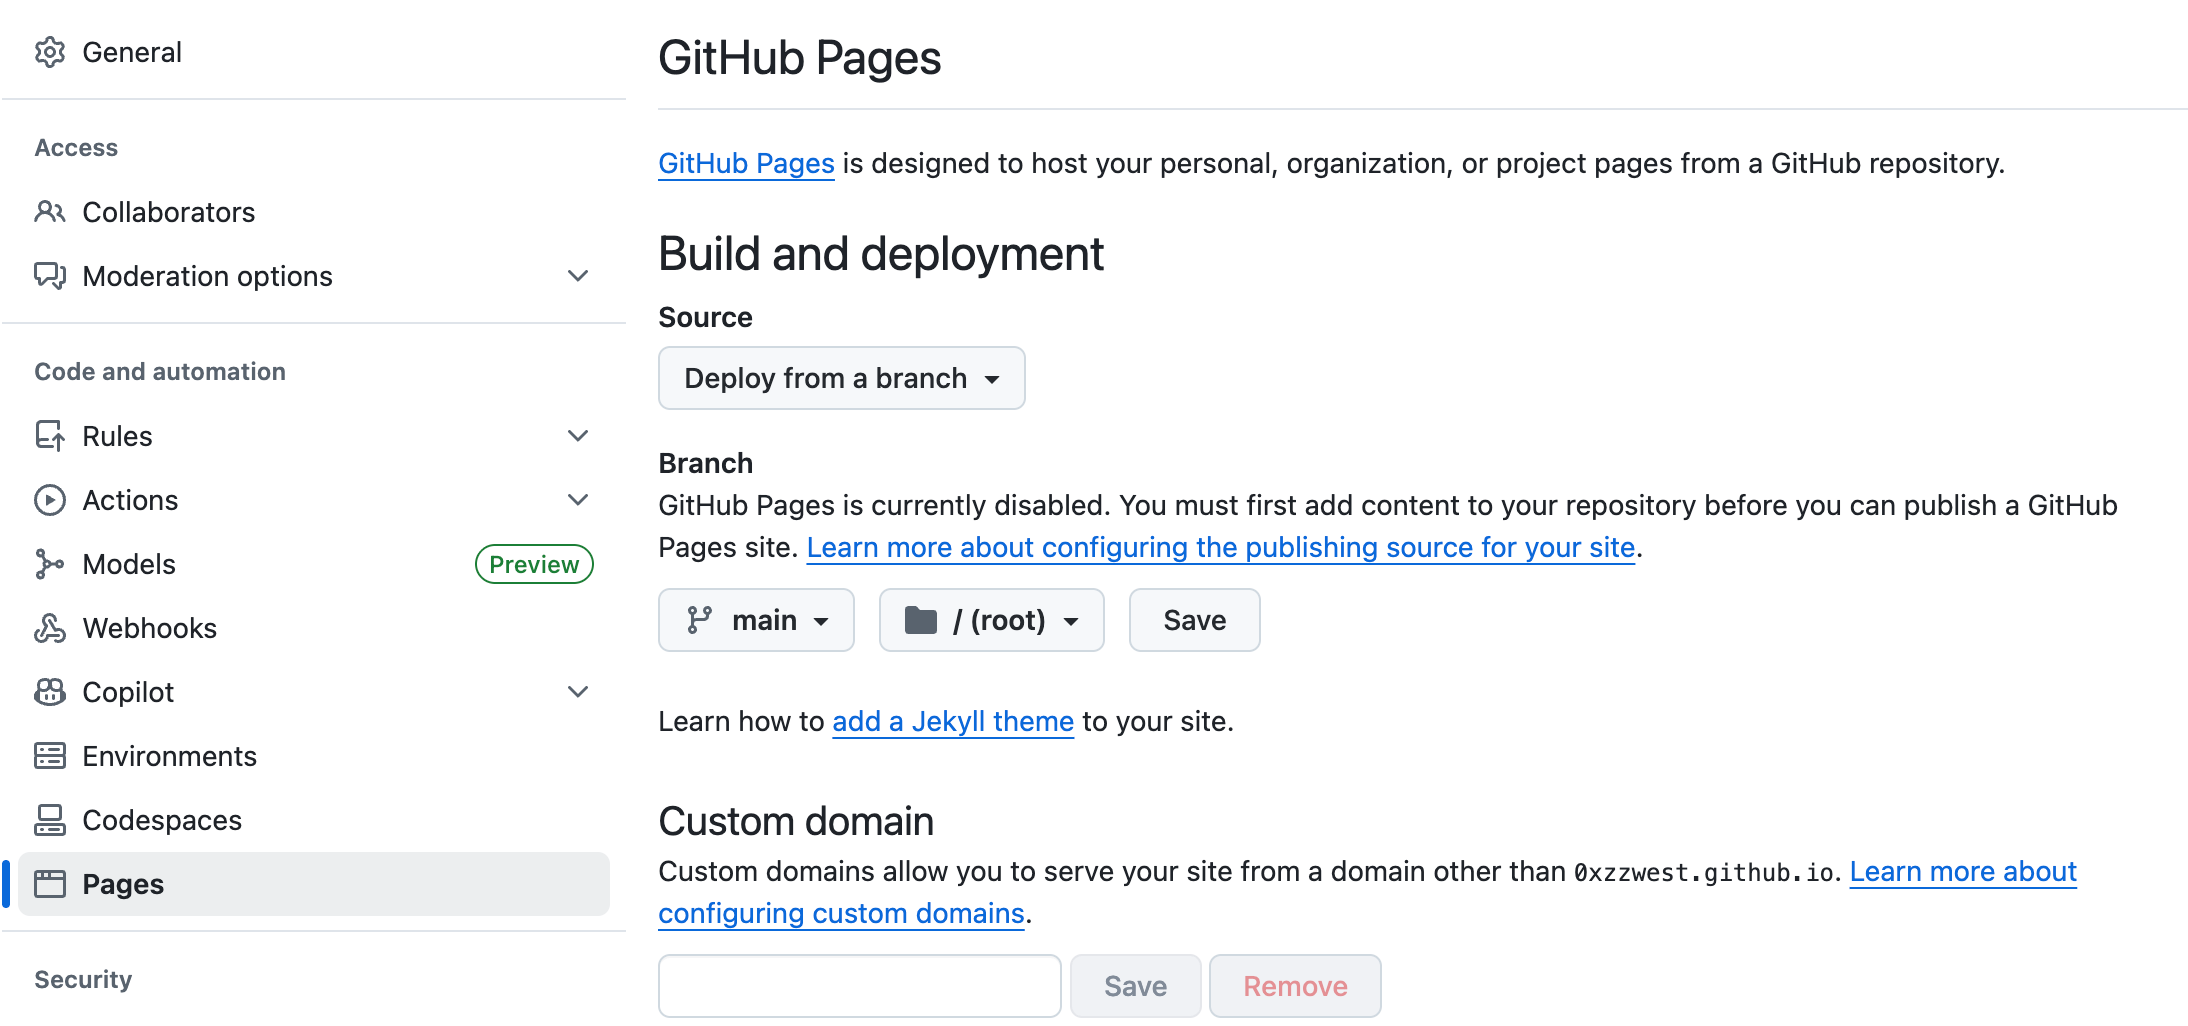 General
Access
Collaborators
Moderation options
Code and automation
Rules
Actions
Models Preview
Webhooks
Copilot
Environments
Codespaces
Pages
Security
GitHub Pages
GitHub Pages is designed to host your personal, organization, or project pages from a GitHub repository.
Build and deployment
Source
Deploy from a branch
Branch
GitHub Pages is currently disabled. You must first add content to your repository before you can publish a GitHub
Pages site. Learn more about configuring the publishing source for your site.
main / (root) Save
Learn how to add a Jekyll theme to your site.
Custom domain
Custom domains allow you to serve your site from a domain other than 0xzzwest.github.io. Learn more about
configuring custom domains.
Save Remove